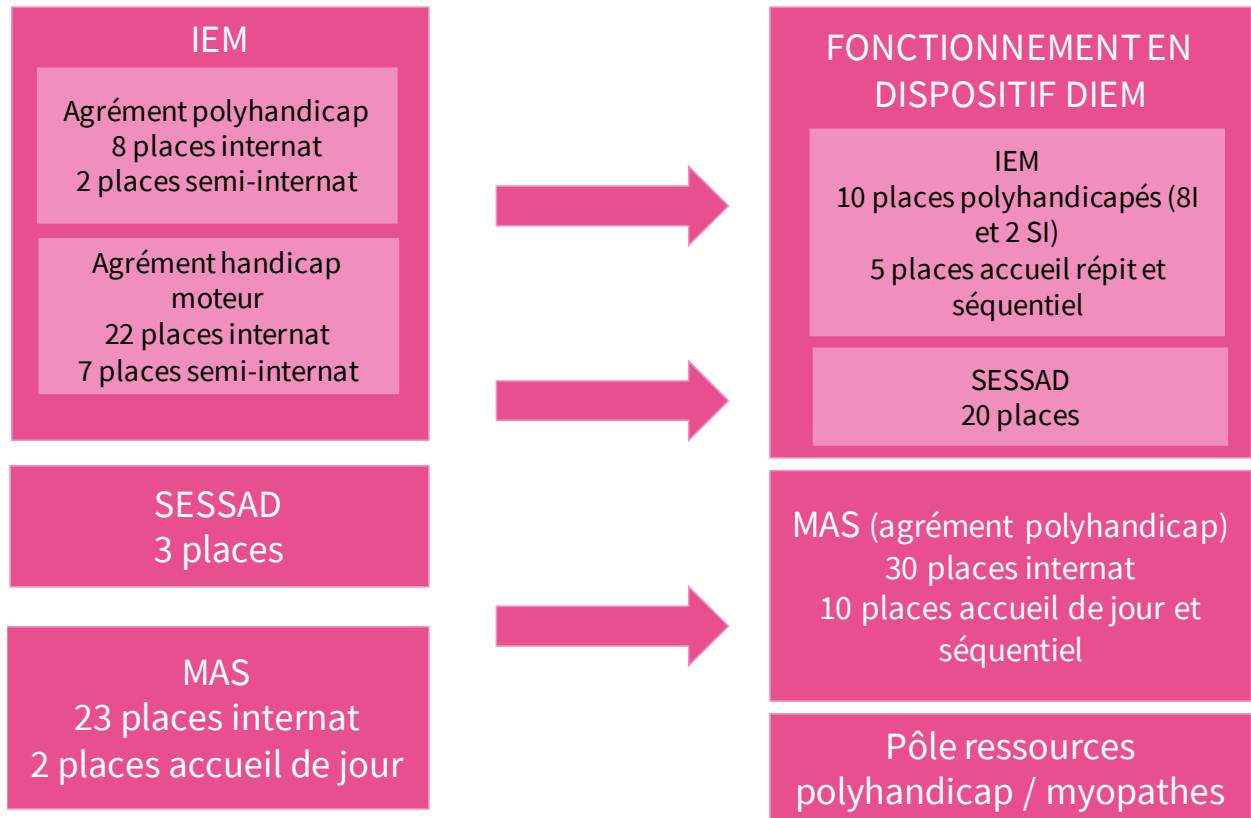 IEM
Agrément polyhandicap
8 places internat
2 places semi-internat
Agrément handicap
moteur
22 places internat
7 places semi-internat
SESSAD
3 places
MAS
23 places internat
2 places accueil de jour
FONCTIONNEMENT EN
DISPOSITIF DIEM
IEM
10 places polyhandicapés (8I
et 2 SI)
5 places accueil répit et
séquentiel
SESSAD
20 places
MAS (agrément polyhandicap)
30 places internat
10 places accueil de jour et
séquentiel
Pôle ressources
polyhandicap / myopathes